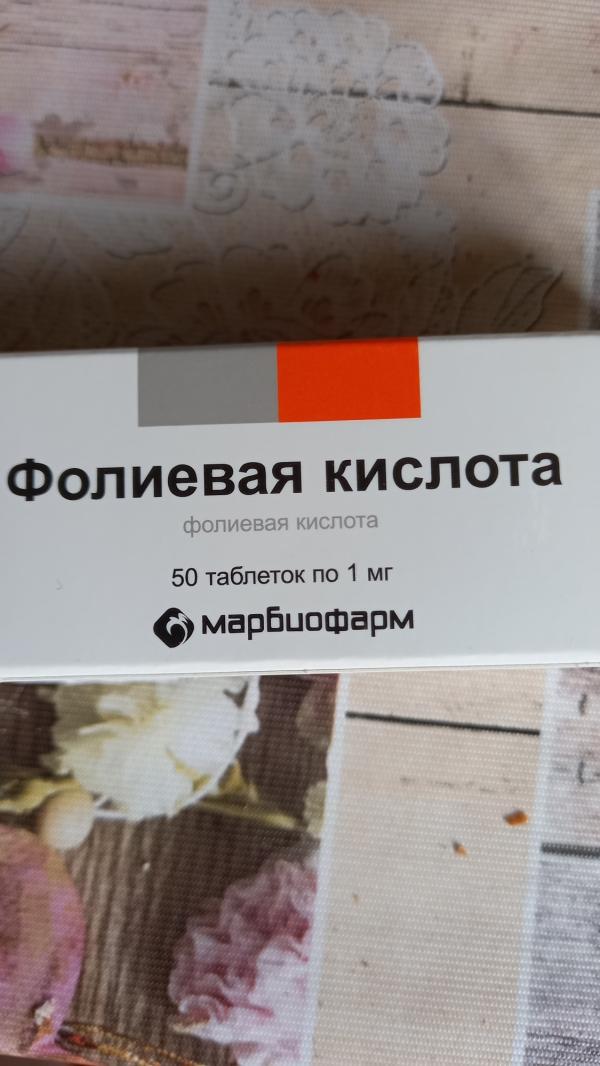 Фолиевая кислота
фолиевая кислота
50 таблеток по 1 мг
марбиофарм